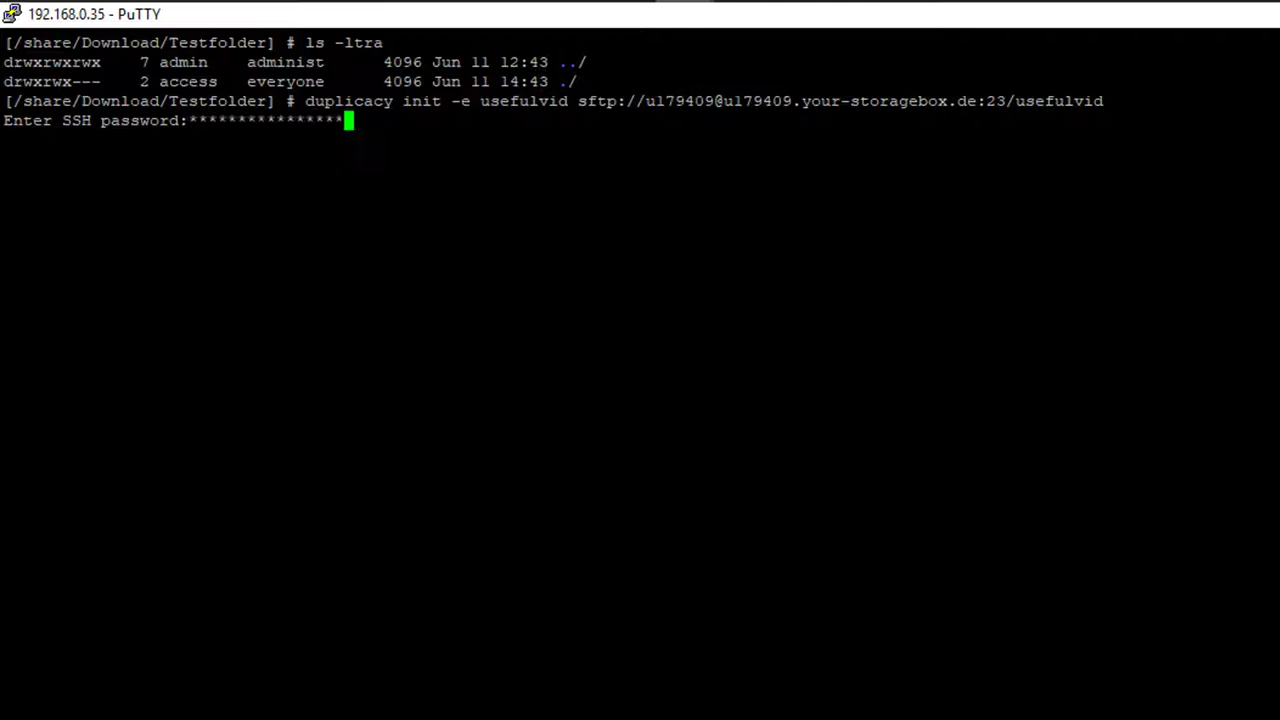 192.168.0.35 - PuTTY
[/share/Download/Testfolder] # ls -ltra
drwxrwxrwx    7 admin    administ      4096 Jun 11 12:43 ../
drwxrwx---    2 access   everyone      4096 Jun 11 14:43 ./
[/share/Download/Testfolder] # duplicacy init -e usefulvid sftp://u179409@u179409.your-storagebox.de:23/usefulvid
Enter SSH password:****************